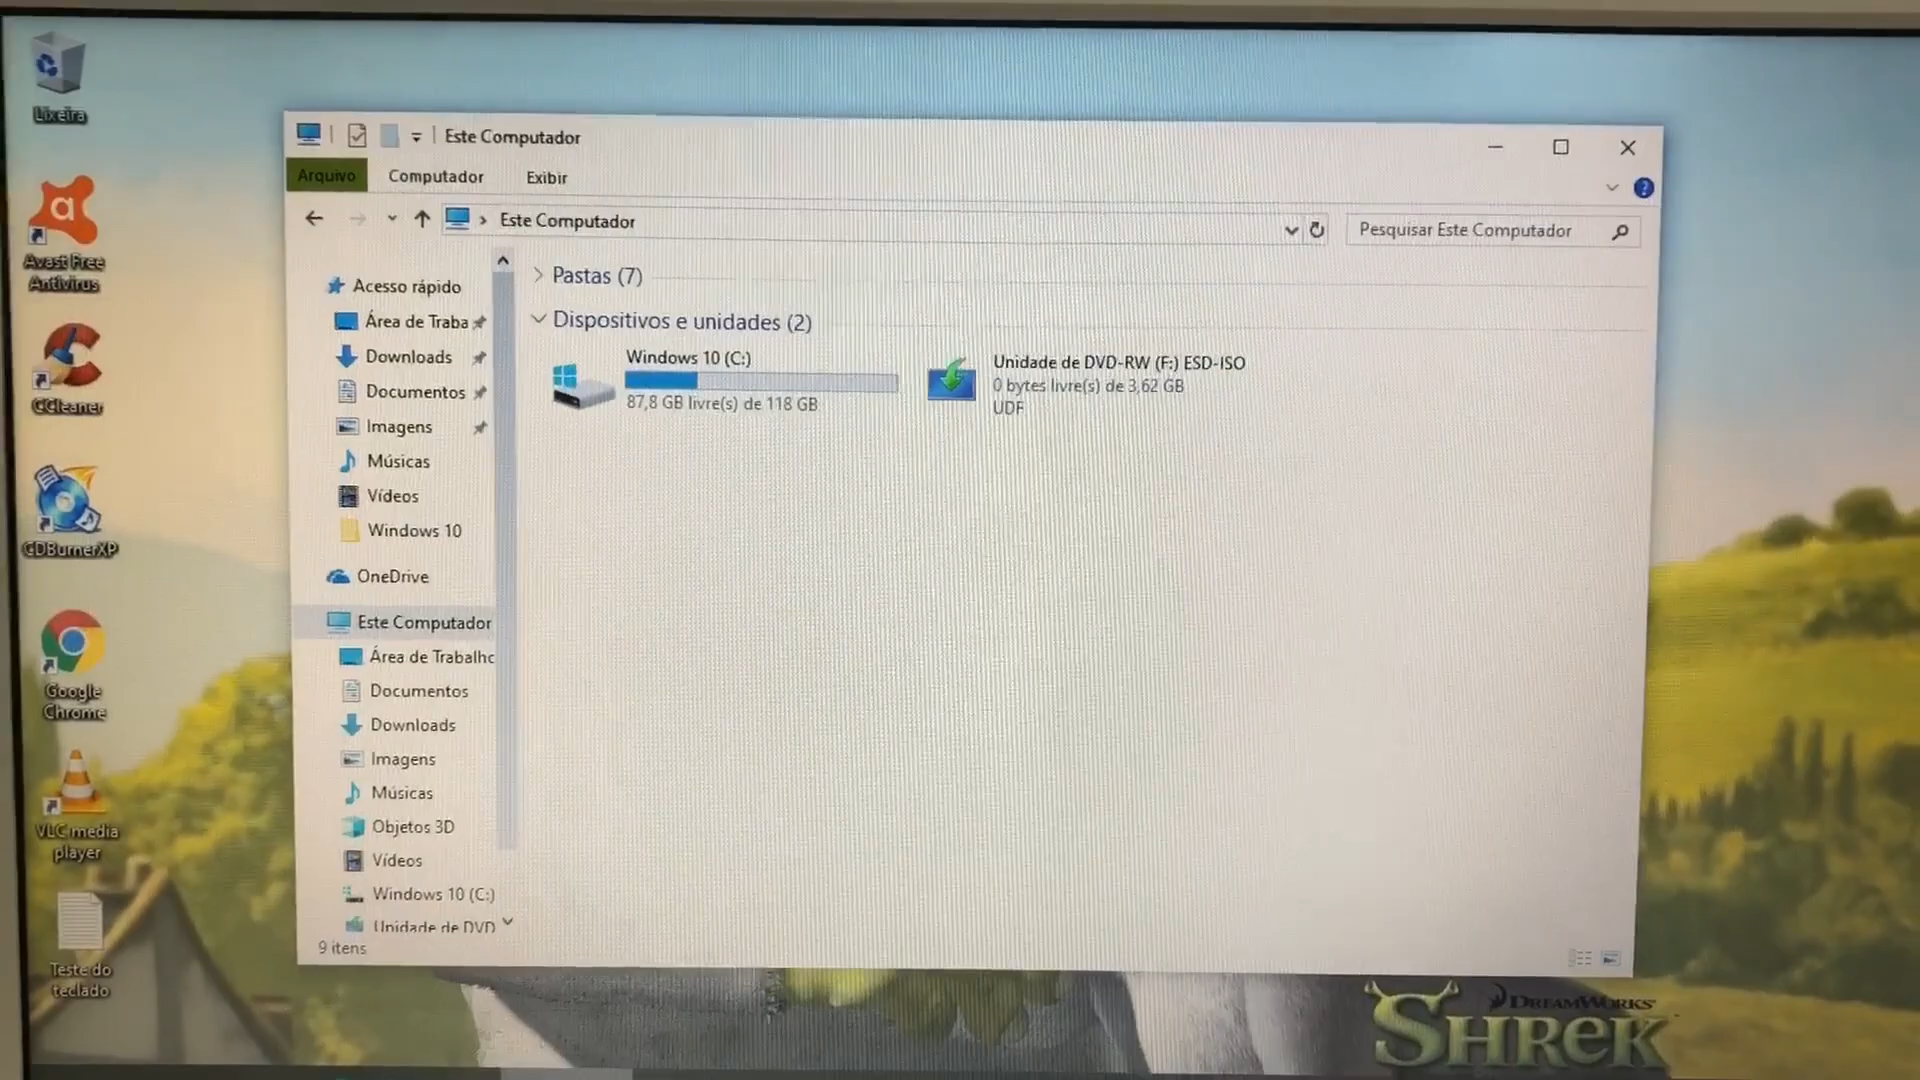 Lixeira
Avast Free
Antivirus
CCleaner
CDBurnerXP
Google
Chrome
VLC media
player
Teste do
teclado
Este Computador
Arquivo
Computador
Exibir
Este Computador
Pesquisar Este Computador
Acesso rápido
Área de Traba
Downloads
Documentos
Imagens
Músicas
Vídeos
Windows 10
OneDrive
Este Computador
Área de Trabalhc
Documentos
Downloads
Imagens
Músicas
Objetos 3D
Vídeos
Windows 10 (C:)
Unidade de DVD
9 itens
Pastas (7)
Dispositivos e unidades (2)
Windows 10 (C:)
87,8 GB livre(s) de 118 GB
Unidade de DVD-RW (F:) ESD-ISO
0 bytes livre(s) de 3,62 GB
UDF
DREAMWORKS
SHREK